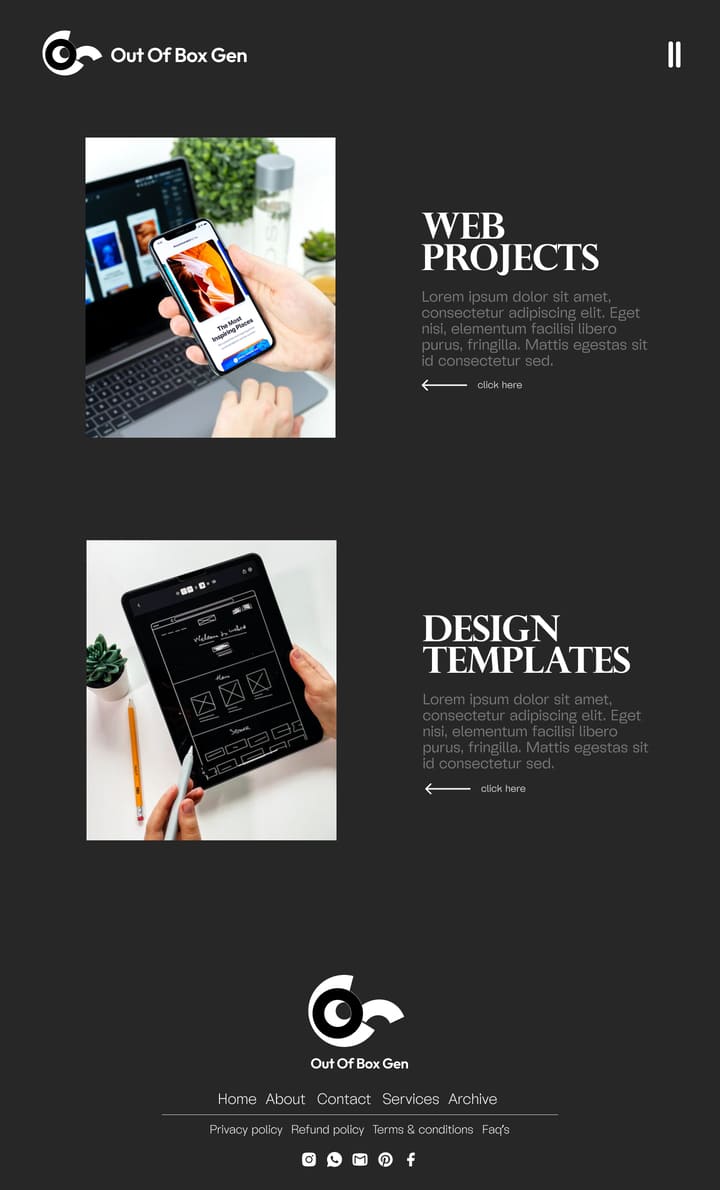 Out Of Box Gen
The Most
Inspiring Places
WEB
PROJECTS
Lorem ipsum dolor sit amet,
consectetur adipiscing elit. Eget
nisi, elementum facilisi libero
purus, fringilla. Mattis egestas sit
id consectetur sed.
click here
DESIGN
TEMPLATES
Lorem ipsum dolor sit amet,
consectetur adipiscing elit. Eget
nisi, elementum facilisi libero
purus, fringilla. Mattis egestas sit
id consectetur sed.
click here
Out Of Box Gen
Home About Contact Services Archive
Privacy policy Refund policy Terms & conditions Faq's